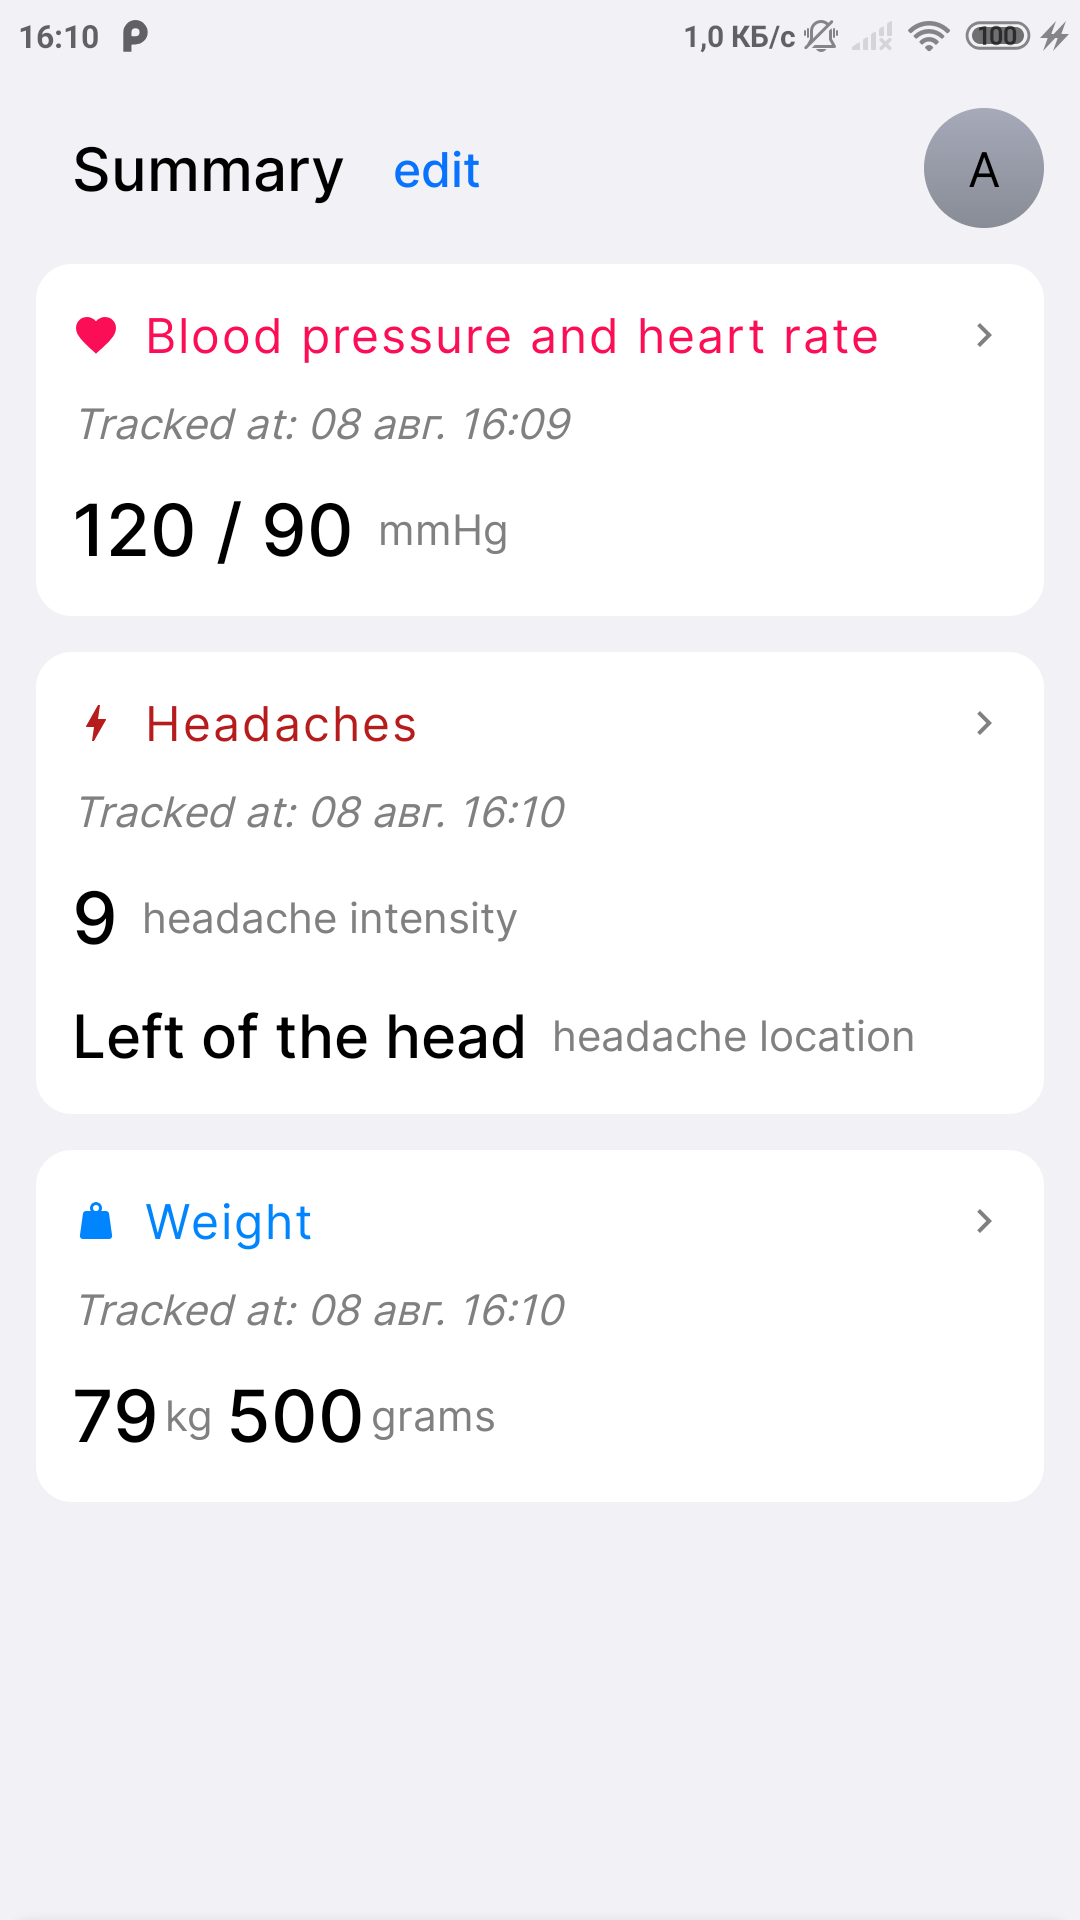 16:10 1,0 КБ/с 100
Summary edit A
Blood pressure and heart rate
Tracked at: 08 авг. 16:09
120 / 90 mmHg
Headaches
Tracked at: 08 авг. 16:10
9 headache intensity
Left of the head headache location
Weight
Tracked at: 08 авг. 16:10
79 kg 500 grams